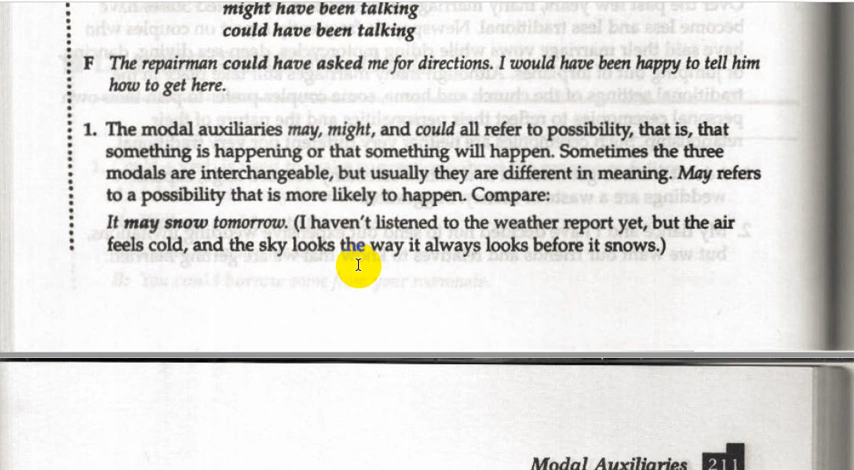 might have been talking
could have been talking
F The repairman could have asked me for directions. I would have been happy to tell him
how to get here.
1. The modal auxiliaries may, might, and could all refer to possibility, that is, that
something is happening or that something will happen. Sometimes the three
modals are interchangeable, but usually they are different in meaning. May refers
to a possibility that is more likely to happen. Compare:
It may snow tomorrow. (I haven't listened to the weather report yet, but the air
feels cold, and the sky looks the way it always looks before it snows.)
Modal Auxiliaries 211